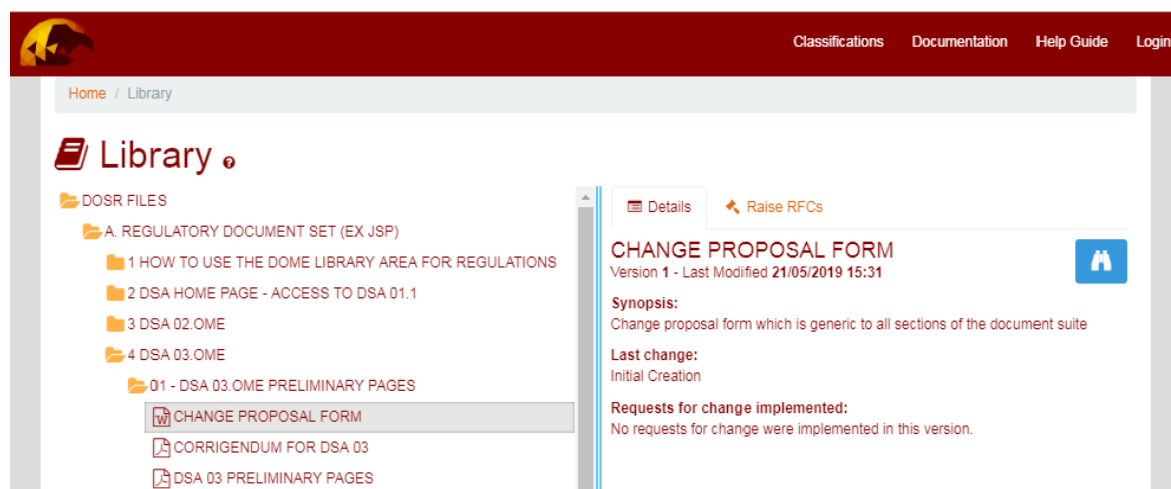 Classifications Documentation Help Guide Login
Home / Library
Library
DOSR FILES
A. REGULATORY DOCUMENT SET (EX JSP)
1 HOW TO USE THE DOME LIBRARY AREA FOR REGULATIONS
2 DSA HOME PAGE - ACCESS TO DSA 01.1
3 DSA 02.OME
4 DSA 03.OME
01 - DSA 03.OME PRELIMINARY PAGES
CHANGE PROPOSAL FORM
CORRIGENDUM FOR DSA 03
DSA 03 PRELIMINARY PAGES
Details Raise RFCs
CHANGE PROPOSAL FORM
Version 1 - Last Modified 21/05/2019 15:31
Synopsis:
Change proposal form which is generic to all sections of the document suite
Last change:
Initial Creation
Requests for change implemented:
No requests for change were implemented in this version.